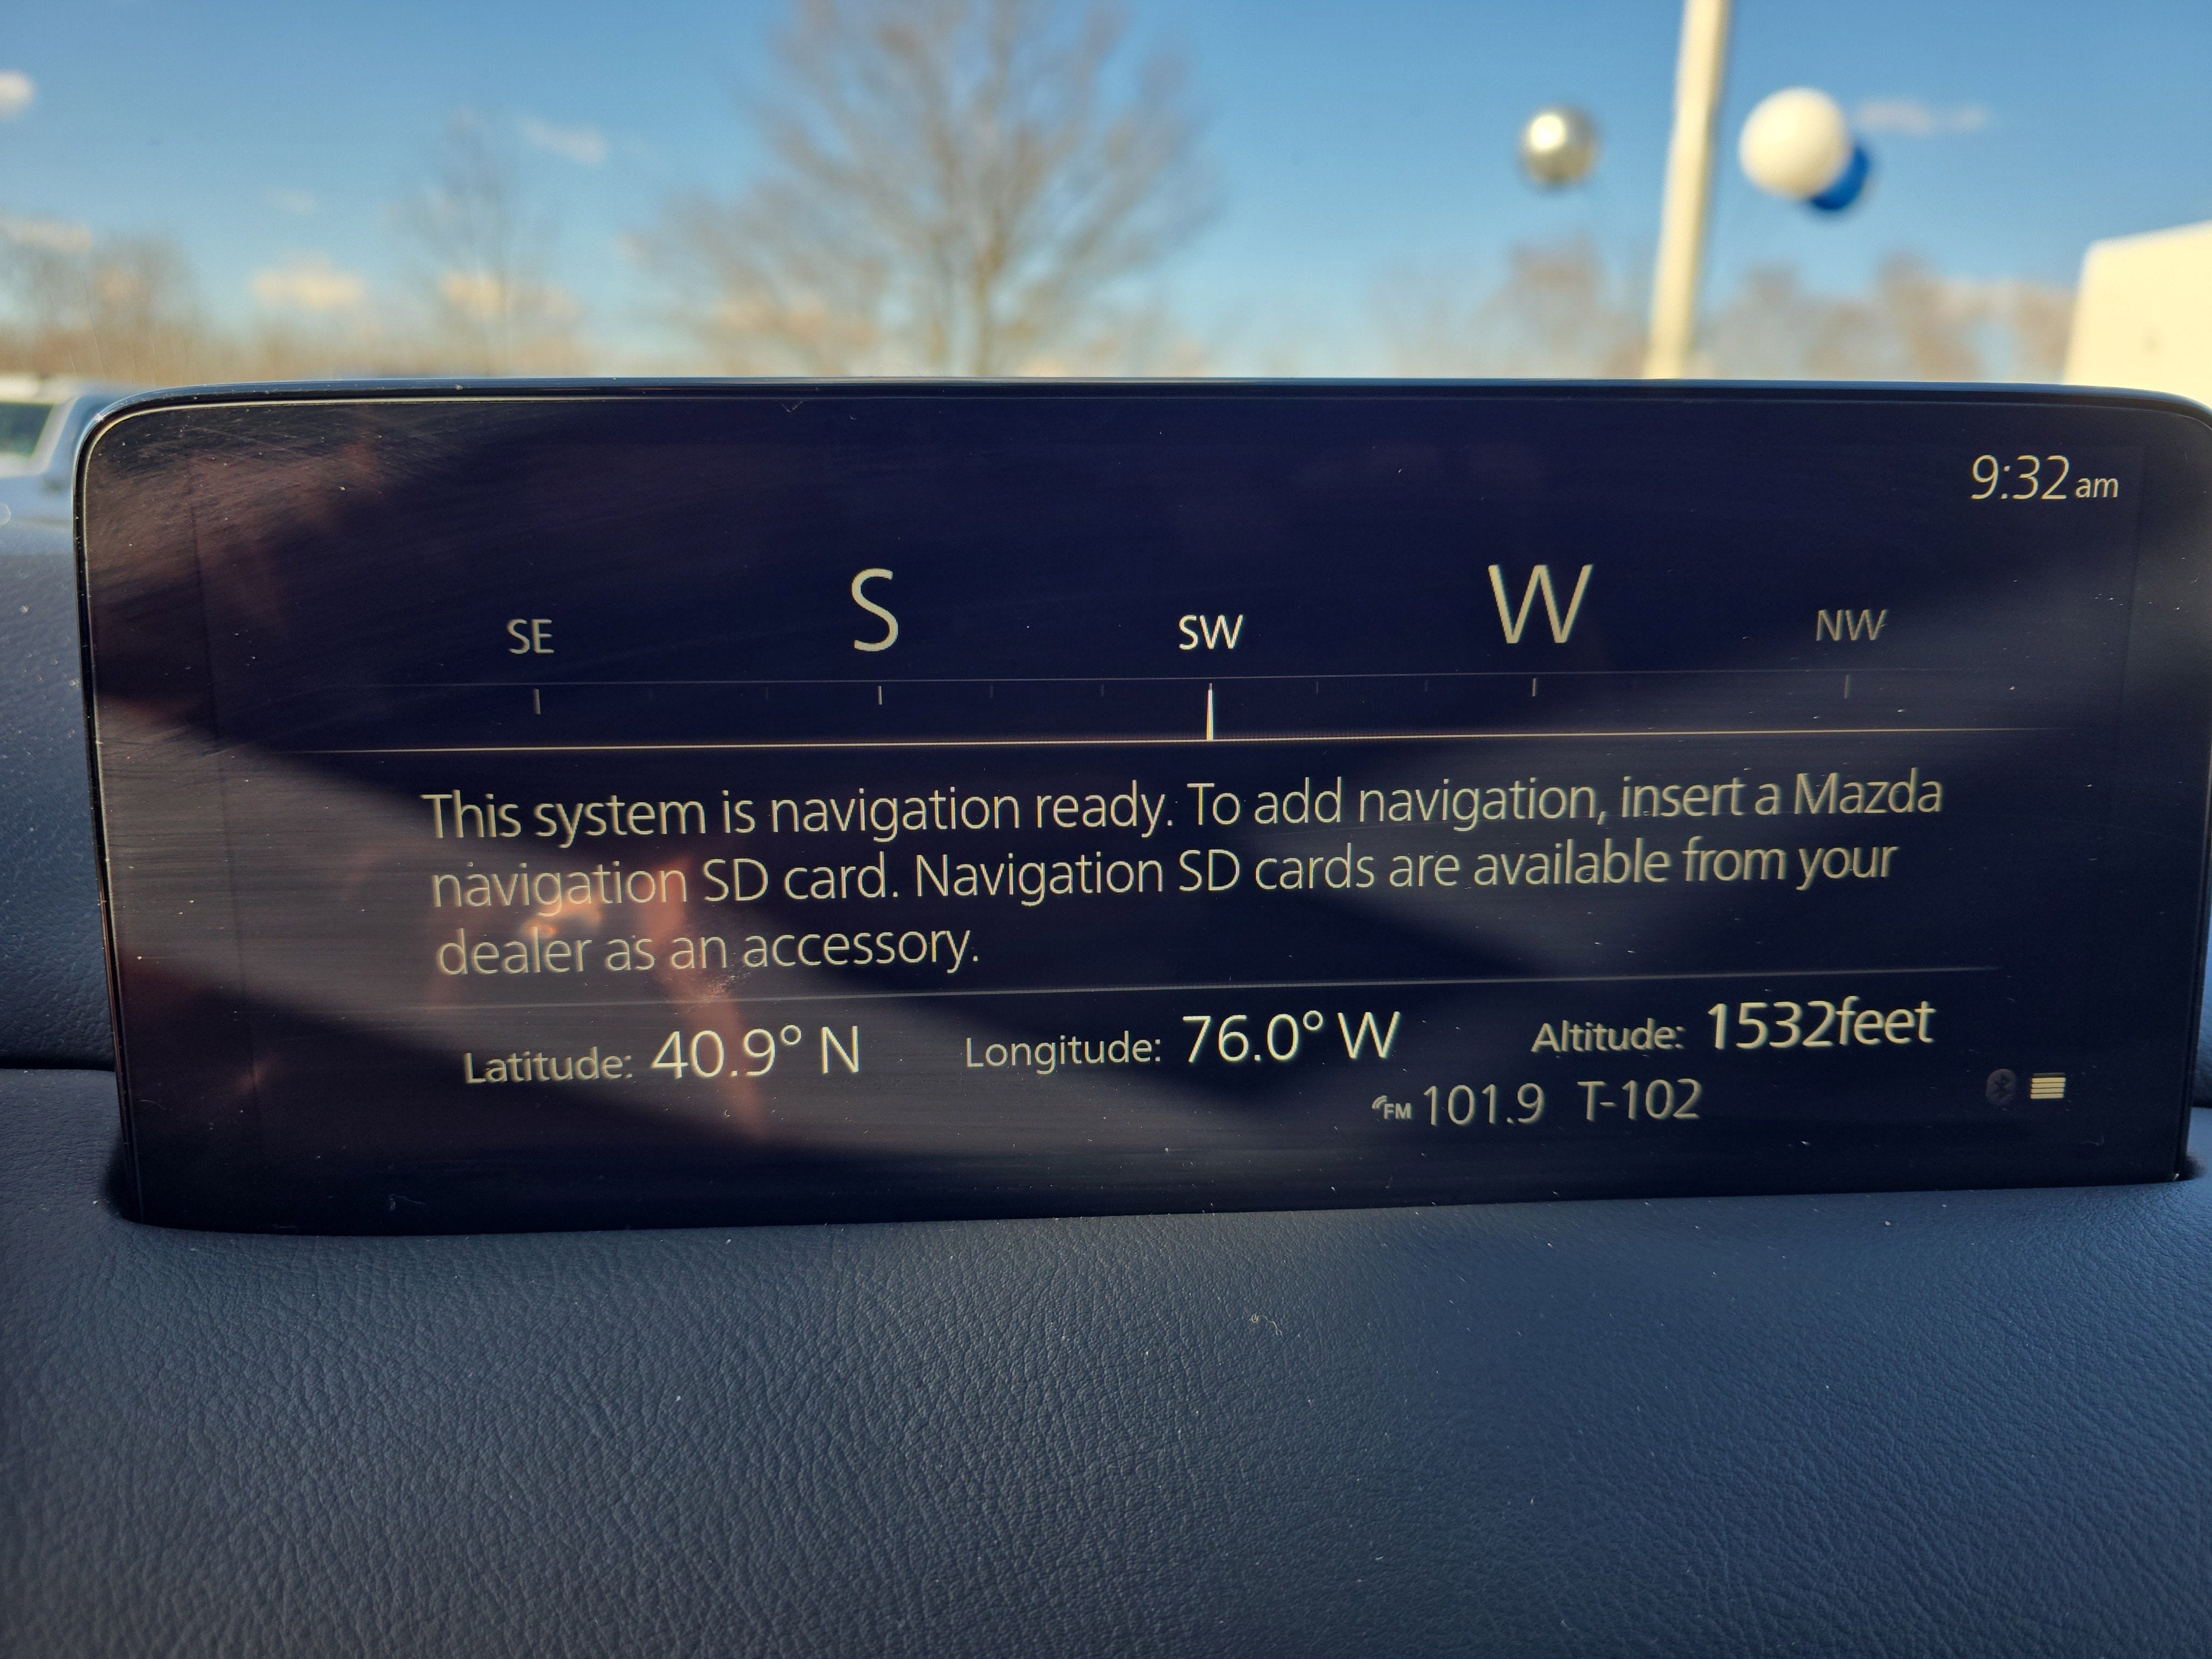 9:32 am
SE S SW W NW
This system is navigation ready. To add navigation, insert a Mazda
navigation SD card. Navigation SD cards are available from your
dealer as an accessory.
Latitude: 40.9° N Longitude: 76.0° W Altitude: 1532feet
FM 101.9 T-102